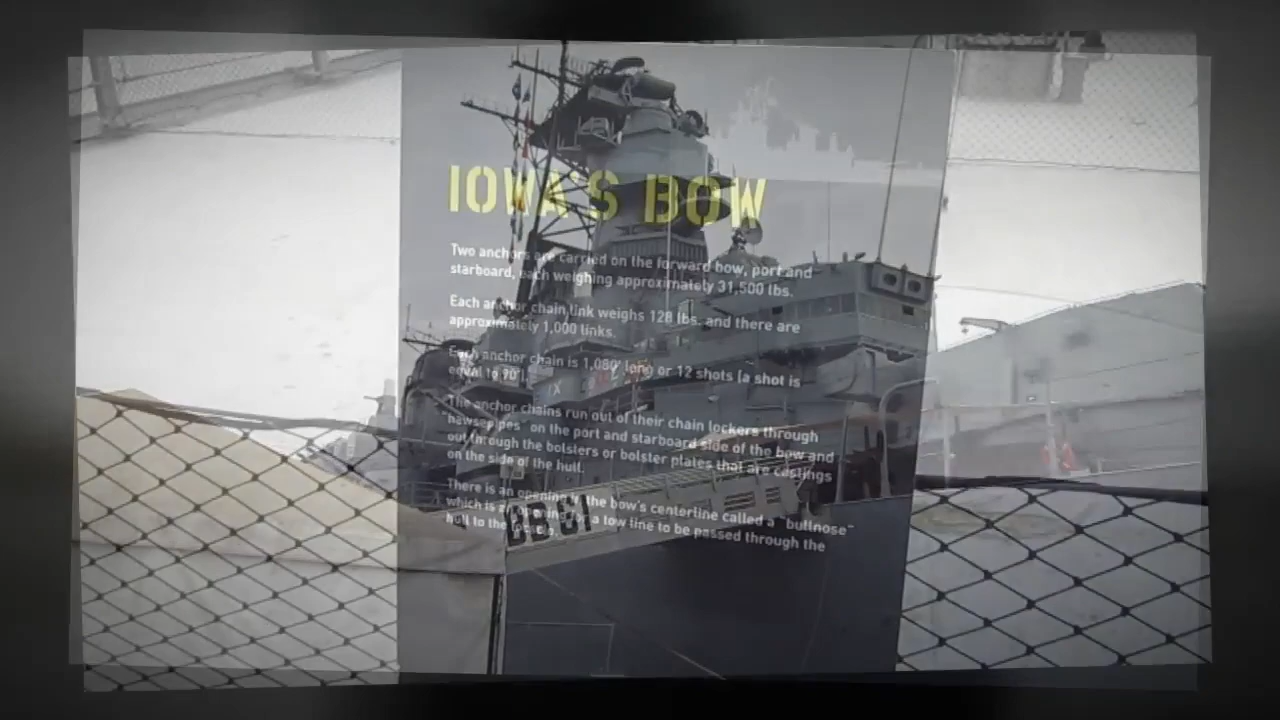 IOWA'S BOW
Two anchors are carried on the forward bow, port and
starboard, each weighing approximately 31,500 lbs.
Each anchor chain link weighs 128 lbs. and there are
approximately 1,000 links.
Each anchor chain is 1,080' long or 12 shots (a shot is
equal to 90').
The anchor chains run out of their chain lockers through
"hawsepipes" on the port and starboard side of the bow and
out through the bolsters or bolster plates that are castings
on the side of the hull.
There is an opening in the bow's centerline called a "bullnose"
which is an opening for a tow line to be passed through the
hull to the
BB 61